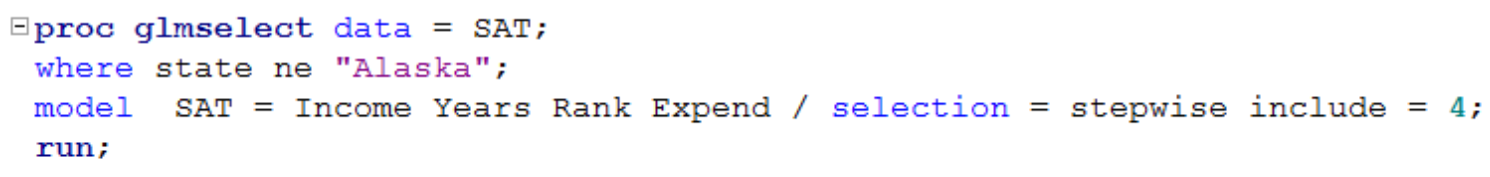 proc glmselect data = SAT;
where state ne "Alaska";
model  SAT = Income Years Rank Expend / selection = stepwise include = 4;
run;